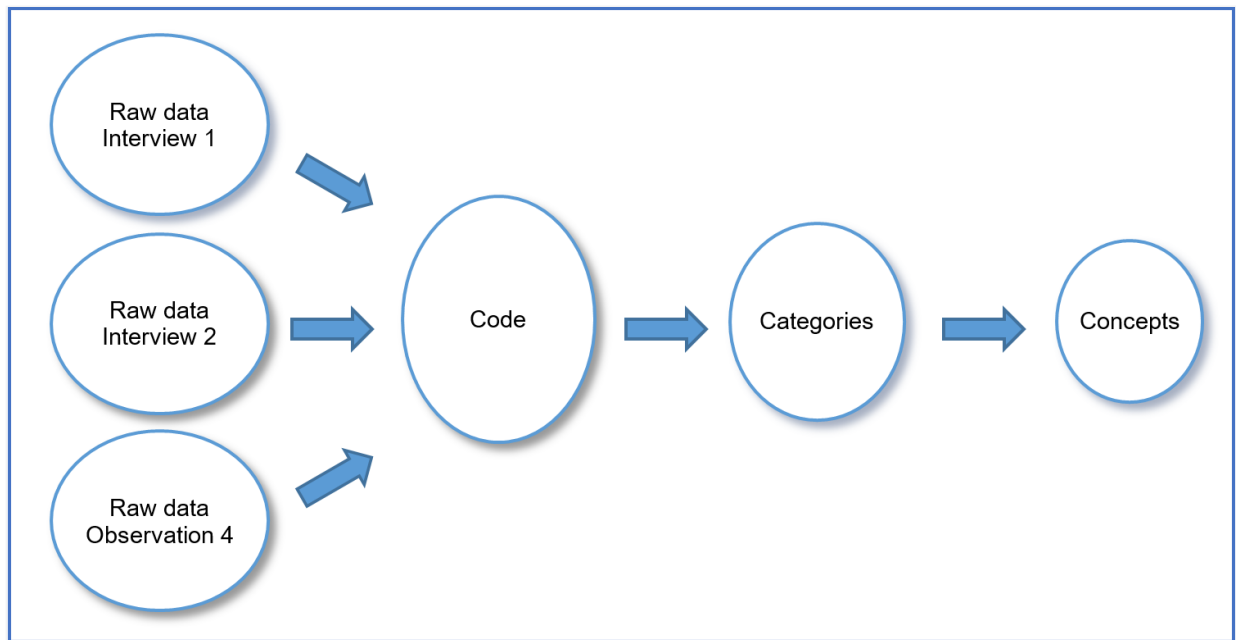 Raw data
Interview 1
Raw data
Interview 2
Raw data
Observation 4
Code
Categories
Concepts